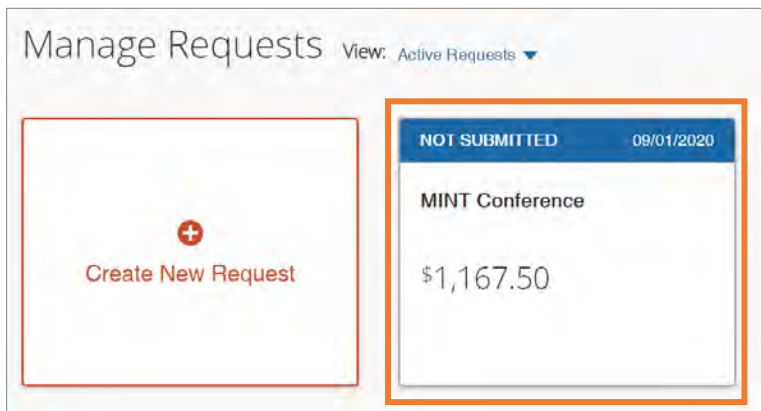 Manage Requests View: Active Requests
NOT SUBMITTED 09/01/2020
MINT Conference
Create New Request
$1,167.50